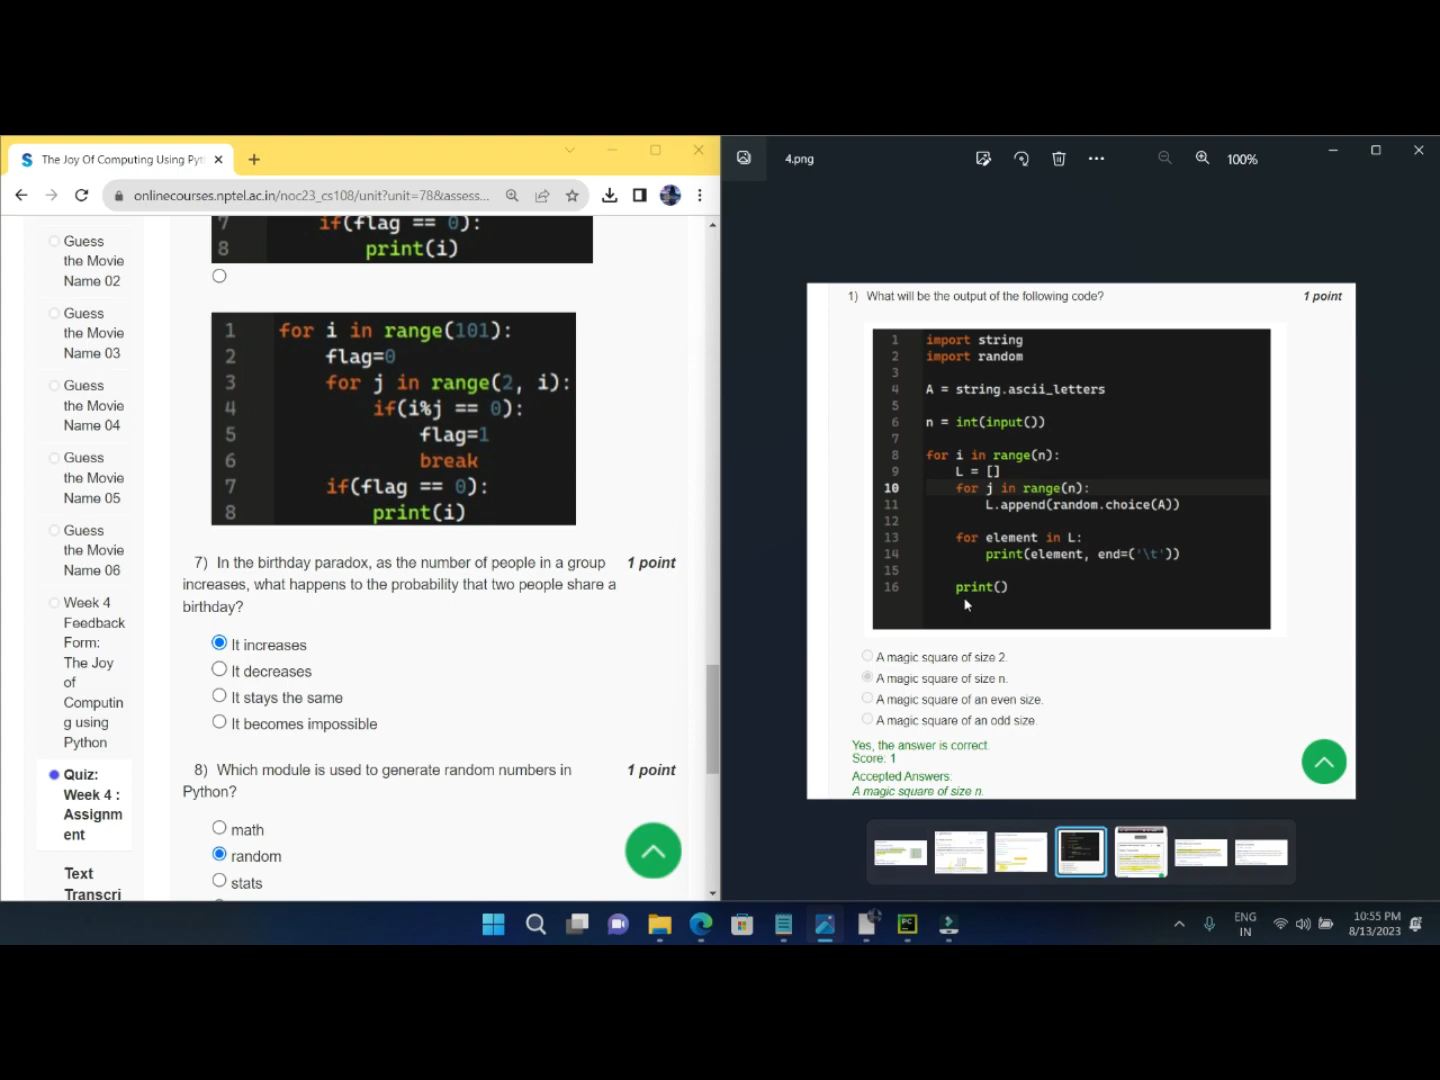 The Joy Of Computing Using Pyt
onlinecourses.nptel.ac.in/noc23_cs108/unit?unit=78&assess...
Guess
the Movie
Name 02
Guess
the Movie
Name 03
Guess
the Movie
Name 04
Guess
the Movie
Name 05
Guess
the Movie
Name 06
Week 4
Feedback
Form:
The Joy
of
Computin
g using
Python
Quiz:
Week 4 :
Assignm
ent
Text
Transcri
7 if(flag == 0):
8 print(i)
1 for i in range(101):
2 flag=0
3 for j in range(2, i):
4 if(i%j == 0):
5 flag=1
6 break
7 if(flag == 0):
8 print(i)
7) In the birthday paradox, as the number of people in a group 1 point
increases, what happens to the probability that two people share a
birthday?
It increases
It decreases
It stays the same
It becomes impossible
8) Which module is used to generate random numbers in 1 point
Python?
math
random
stats
4.png
100%
1) What will be the output of the following code? 1 point
1 import string
2 import random
3
4 A = string.ascii_letters
5
6 n = int(input())
7
8 for i in range(n):
9 L = []
10 for j in range(n):
11 L.append(random.choice(A))
12
13 for element in L:
14 print(element, end=('\t'))
15
16 print()
A magic square of size 2.
A magic square of size n.
A magic square of an even size.
A magic square of an odd size.
Yes, the answer is correct.
Score: 1
Accepted Answers:
A magic square of size n.
ENG
IN
10:55 PM
8/13/2023